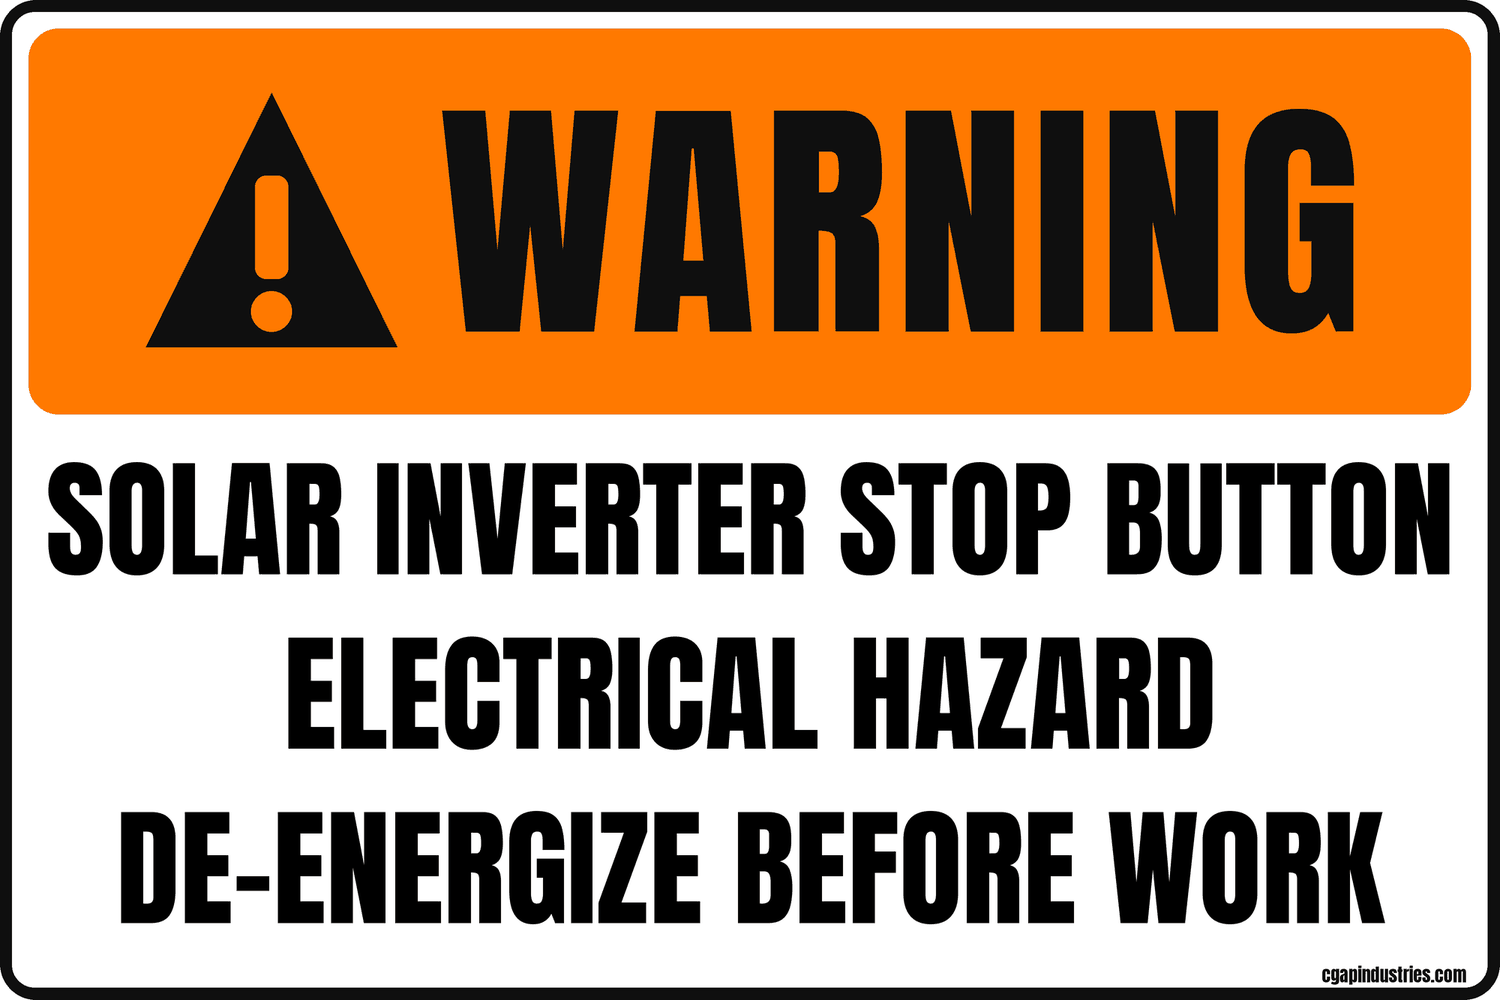 WARNING
SOLAR INVERTER STOP BUTTON
ELECTRICAL HAZARD
DE-ENERGIZE BEFORE WORK
cgapindustries.com